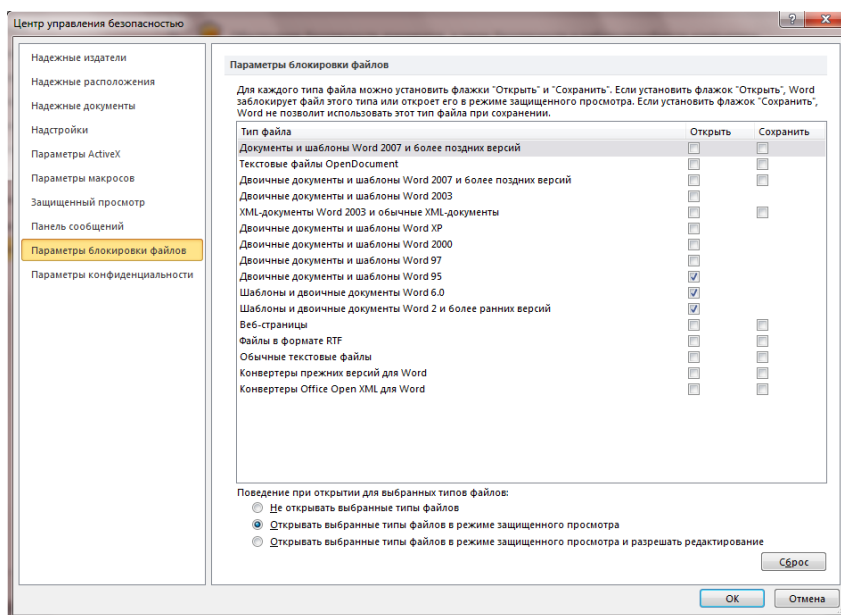 Центр управления безопасностью
Надежные издатели
Надежные расположения
Надежные документы
Надстройки
Параметры ActiveX
Параметры макросов
Защищенный просмотр
Панель сообщений
Параметры блокировки файлов
Параметры конфиденциальности
Параметры блокировки файлов
Для каждого типа файла можно установить флажки "Открыть" и "Сохранить". Если установить флажок "Открыть", Word
заблокирует файл этого типа или откроет его в режиме защищенного просмотра. Если установить флажок "Сохранить",
Word не позволит использовать этот тип файла при сохранении.
Тип файла Открыть Сохранить
Документы и шаблоны Word 2007 и более поздних версий
Текстовые файлы OpenDocument
Двоичные документы и шаблоны Word 2007 и более поздних версий
Двоичные документы и шаблоны Word 2003
XML-документы Word 2003 и обычные XML-документы
Двоичные документы и шаблоны Word XP
Двоичные документы и шаблоны Word 2000
Двоичные документы и шаблоны Word 97
Двоичные документы и шаблоны Word 95
Шаблоны и двоичные документы Word 6.0
Шаблоны и двоичные документы Word 2 и более ранних версий
Веб-страницы
Файлы в формате RTF
Обычные текстовые файлы
Конвертеры прежних версий для Word
Конвертеры Office Open XML для Word
Поведение при открытии для выбранных типов файлов:
Не открывать выбранные типы файлов
Открывать выбранные типы файлов в режиме защищенного просмотра
Открывать выбранные типы файлов в режиме защищенного просмотра и разрешать редактирование
Сброс
ОК Отмена